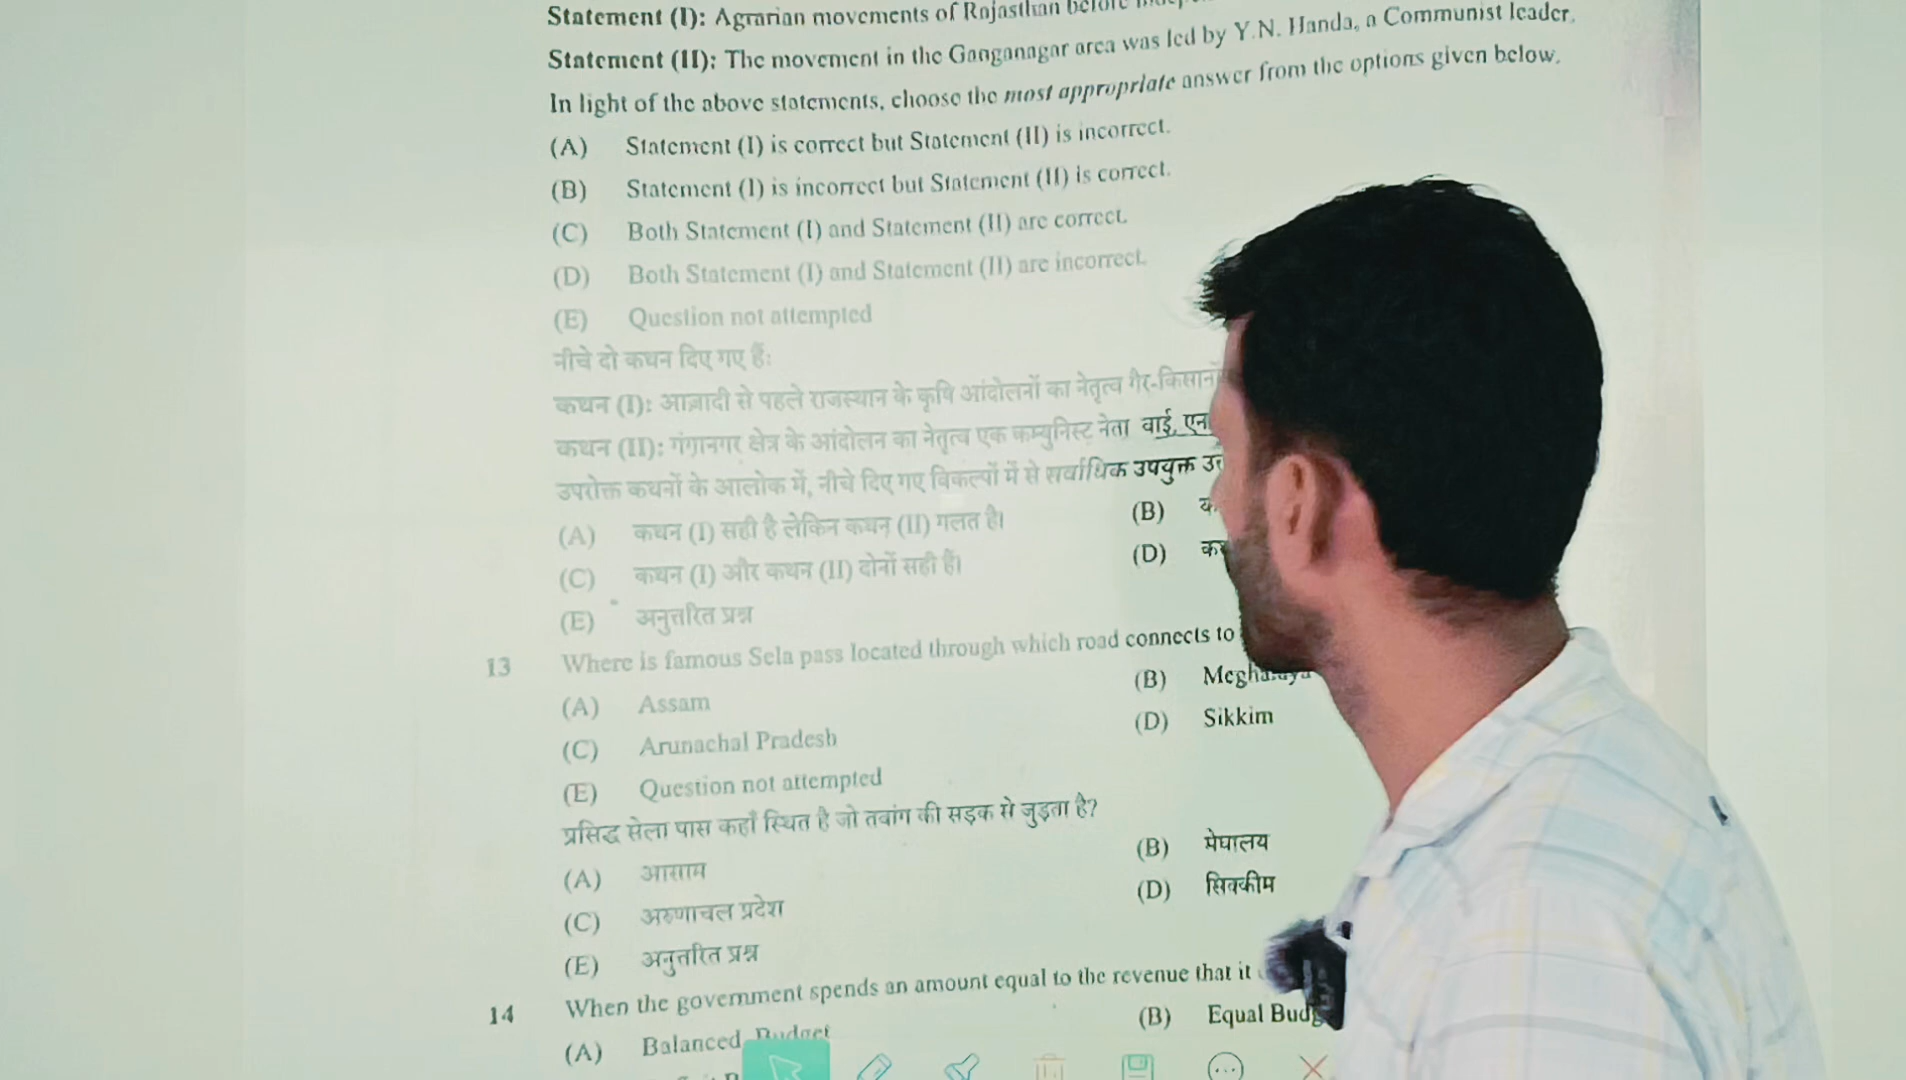 Statement (I): Agrarian movements of Rajasthan before
Statement (II): The movement in the Ganganagar area was led by Y.N. Handa, a Communist leader.
In light of the above statements, choose the most appropriate answer from the options given below.
(A) Statement (I) is correct but Statement (II) is incorrect.
(B) Statement (I) is incorrect but Statement (II) is correct.
(C) Both Statement (I) and Statement (II) are correct.
(D) Both Statement (I) and Statement (II) are incorrect.
(E) Question not attempted
नीचे दो कथन दिए गए हैं:
कथन (I): आज़ादी से पहले राजस्थान के कृषि आंदोलनों का नेतृत्व गैर-किसानों
कथन (II): गंगानगर क्षेत्र के आंदोलन का नेतृत्व एक कम्युनिस्ट नेता वाई. एन
उपरोक्त कथनों के आलोक में, नीचे दिए गए विकल्पों में से सर्वाधिक उपयुक्त
(A) कथन (I) सही है लेकिन कथन (II) गलत है। (B)
(C) कथन (I) और कथन (II) दोनों सही हैं। (D)
(E) अनुत्तरित प्रश्न
13 Where is famous Sela pass located through which road connects to
(A) Assam (B) Meghalaya
(C) Arunachal Pradesh (D) Sikkim
(E) Question not attempted
प्रसिद्ध सेला पास कहाँ स्थित है जो तवांग की सड़क से जुड़ता है?
(A) आसाम (B) मेघालय
(C) अरुणाचल प्रदेश (D) सिक्कीम
(E) अनुत्तरित प्रश्न
14 When the government spends an amount equal to the revenue that it
(A) Balanced Budget (B) Equal